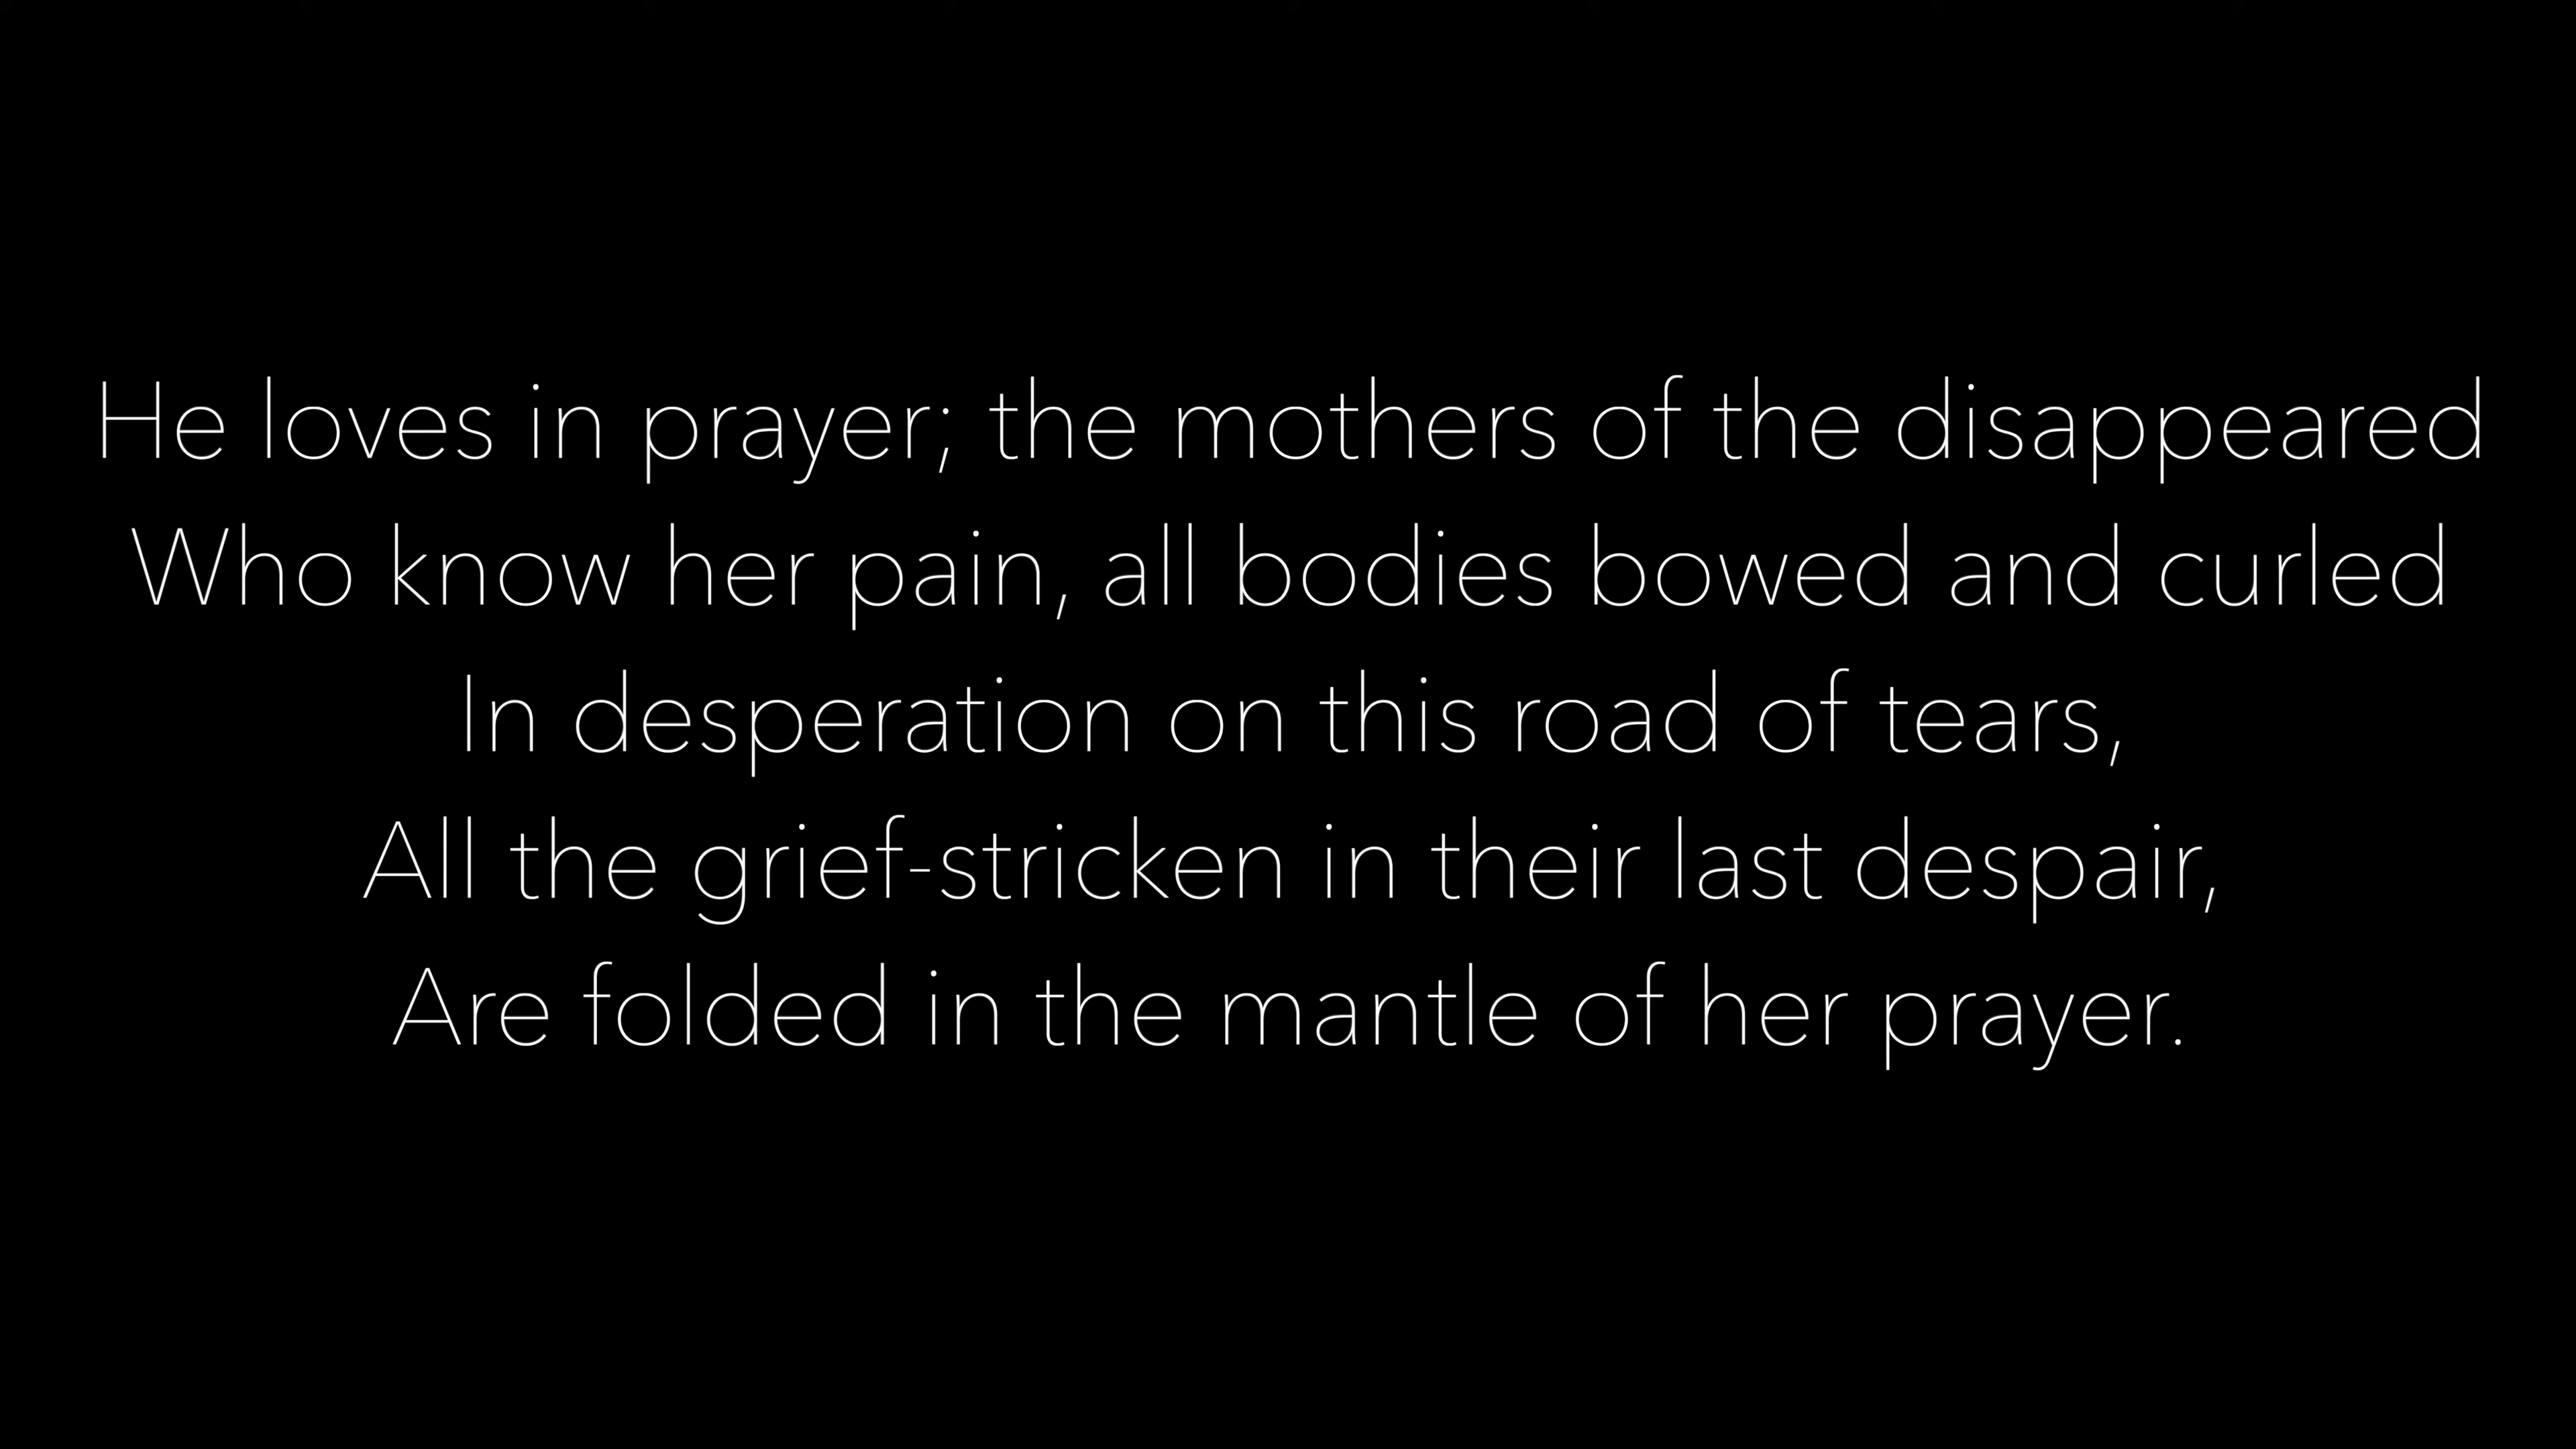 He loves in prayer; the mothers of the disappeared
Who know her pain, all bodies bowed and curled
In desperation on this road of tears,
All the grief-stricken in their last despair,
Are folded in the mantle of her prayer.